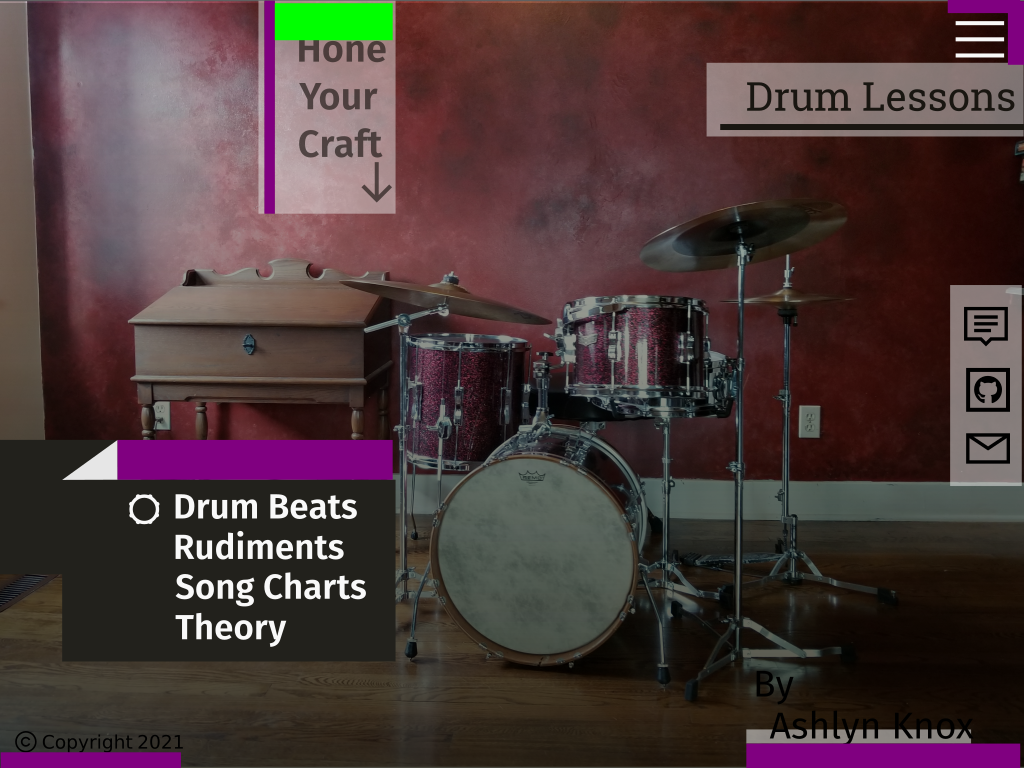 Hone
Your
Craft
Drum Lessons
Drum Beats
Rudiments
Song Charts
Theory
By
Ashlyn Knox
© Copyright 2021